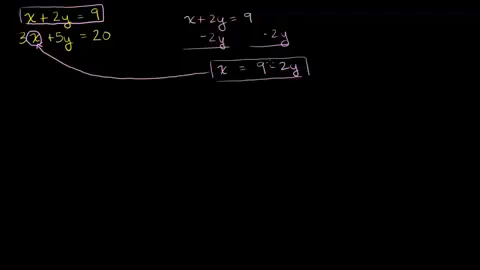 x + 2y = 9
3x + 5y = 20
x + 2y = 9
-2y -2y
x = 9 - 2y